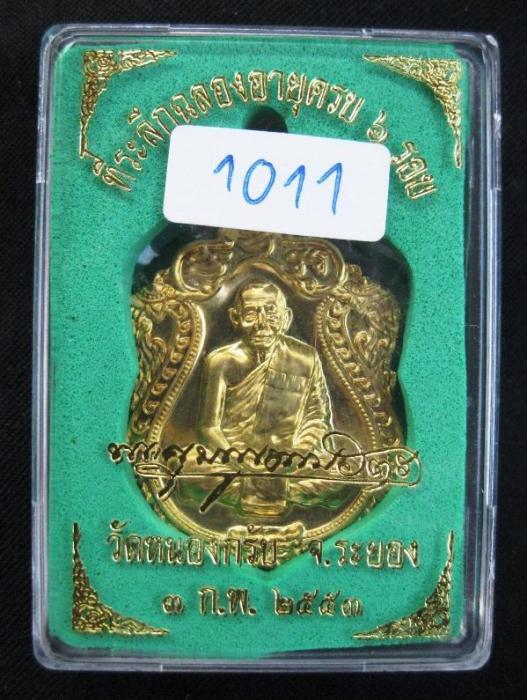 ที่ระลึกฉลองอายุครบ ๖ รอบ
1011
วัดหนองกรับ จ.ระยอง
๓ ก.พ. ๒๕๕๓